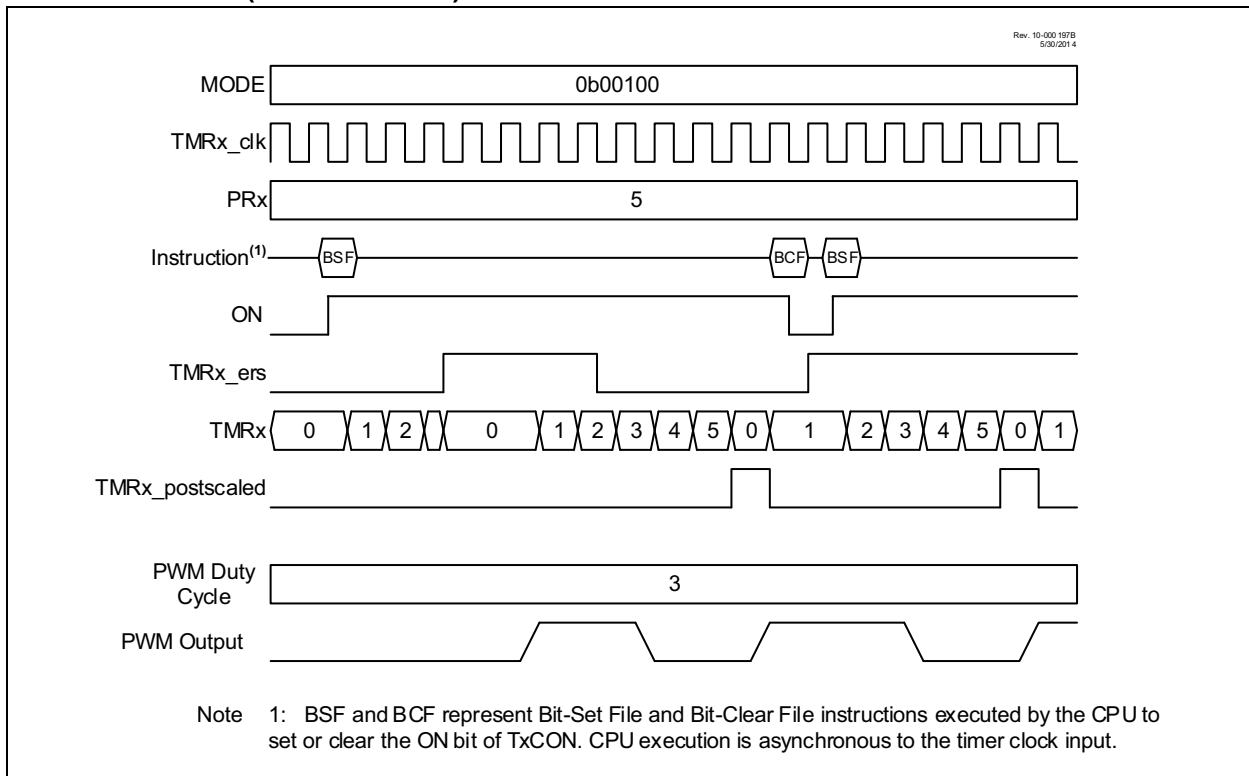 Rev. 10-000 197B
5/30/201 4
MODE 0b00100
TMRx_clk
PRx 5
Instruction(1) BSF BCF BSF
ON
TMRx_ers
TMRx 0 1 2 0 1 2 3 4 5 0 1 2 3 4 5 0 1
TMRx_postscaled
PWM Duty
Cycle 3
PWM Output
Note 1: BSF and BCF represent Bit-Set File and Bit-Clear File instructions executed by the CPU to
set or clear the ON bit of TxCON. CPU execution is asynchronous to the timer clock input.